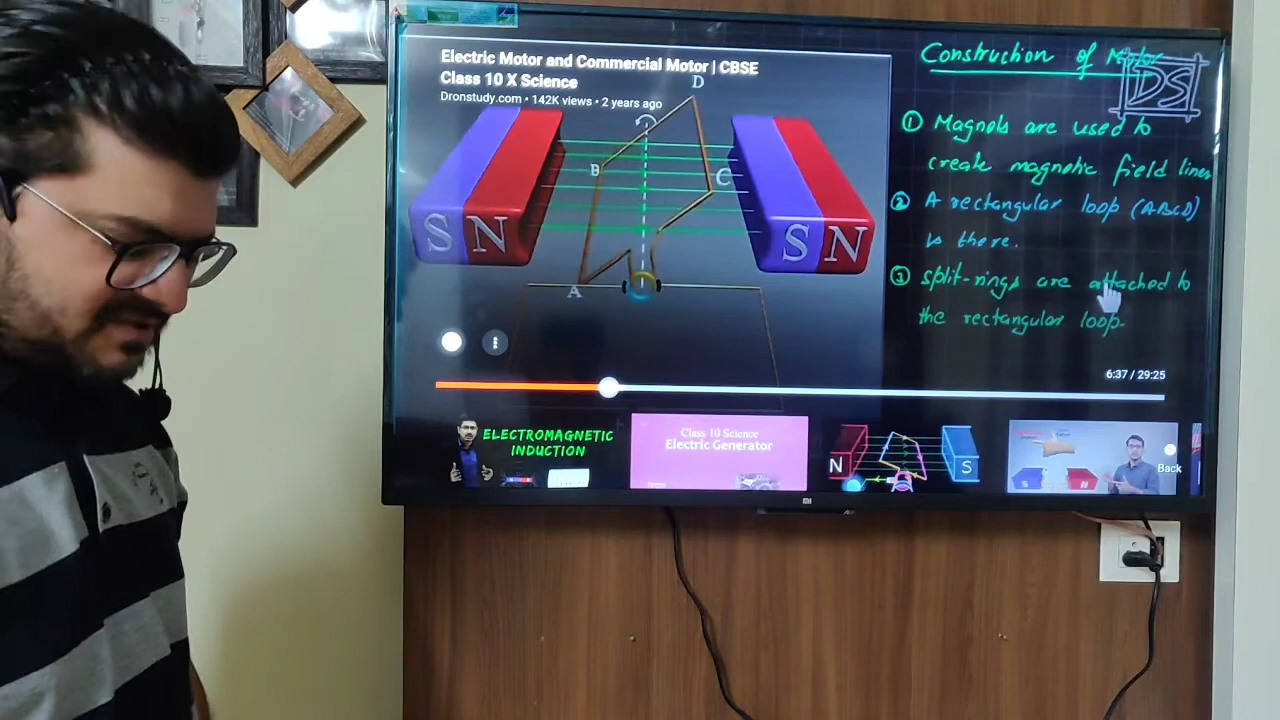 Electric Motor and Commercial Motor | CBSE
Class 10 X Science
Dronstudy.com • 142K views • 2 years ago
D
B
C
S N
S N
A
Construction of Motor
DS
① Magnets are used to
create magnetic field lines
② A rectangular loop (ABCD)
is there.
③ Split-rings are attached to
the rectangular loop.
6:37 / 29:25
ELECTROMAGNETIC
INDUCTION
Class 10 Science
Electric Generator
N
S
Back
mi